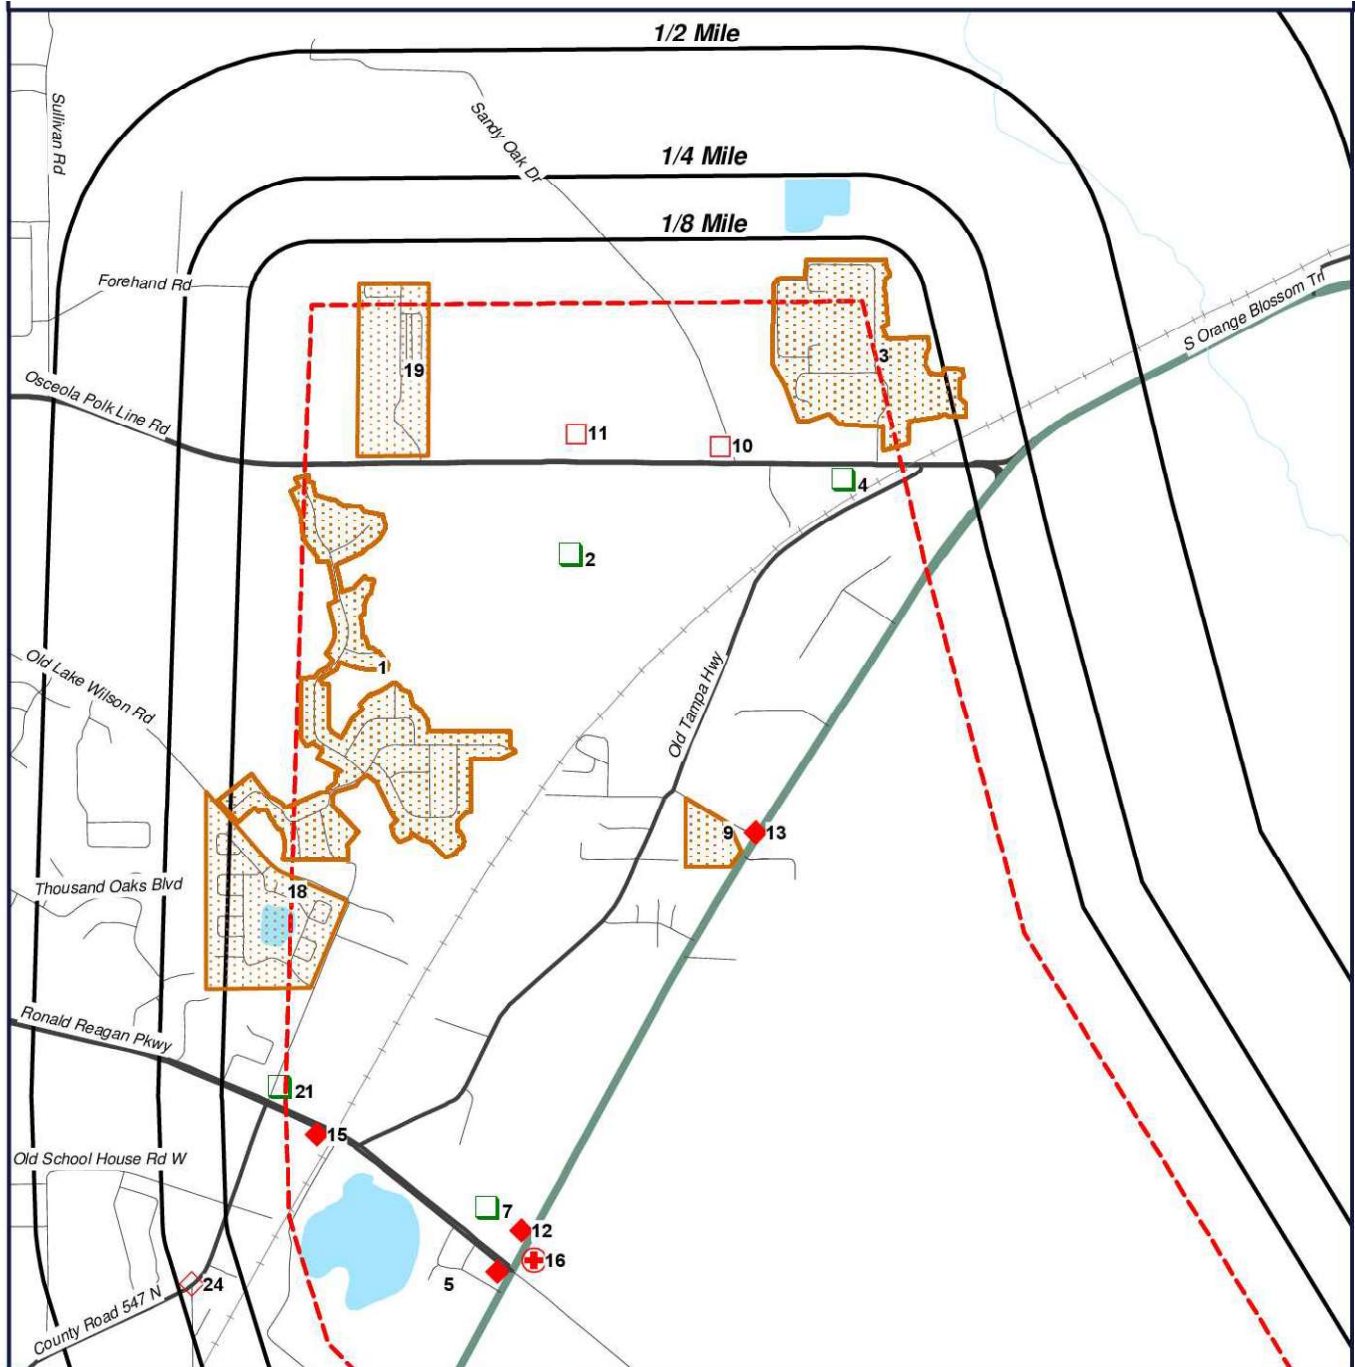 1/2 Mile
Sullivan Rd
Sandy Oak Dr
1/4 Mile
1/8 Mile
Forehand Rd
S Orange Blossom Trl
3
19
Osceola Polk Line Rd
11
10
4
2
Old Lake Wilson Rd
1
Old Tampa Hwy
9
13
Thousand Oaks Blvd
18
Ronald Reagan Pkwy
21
15
Old School House Rd W
7
12
16
5
24
County Road 547 N